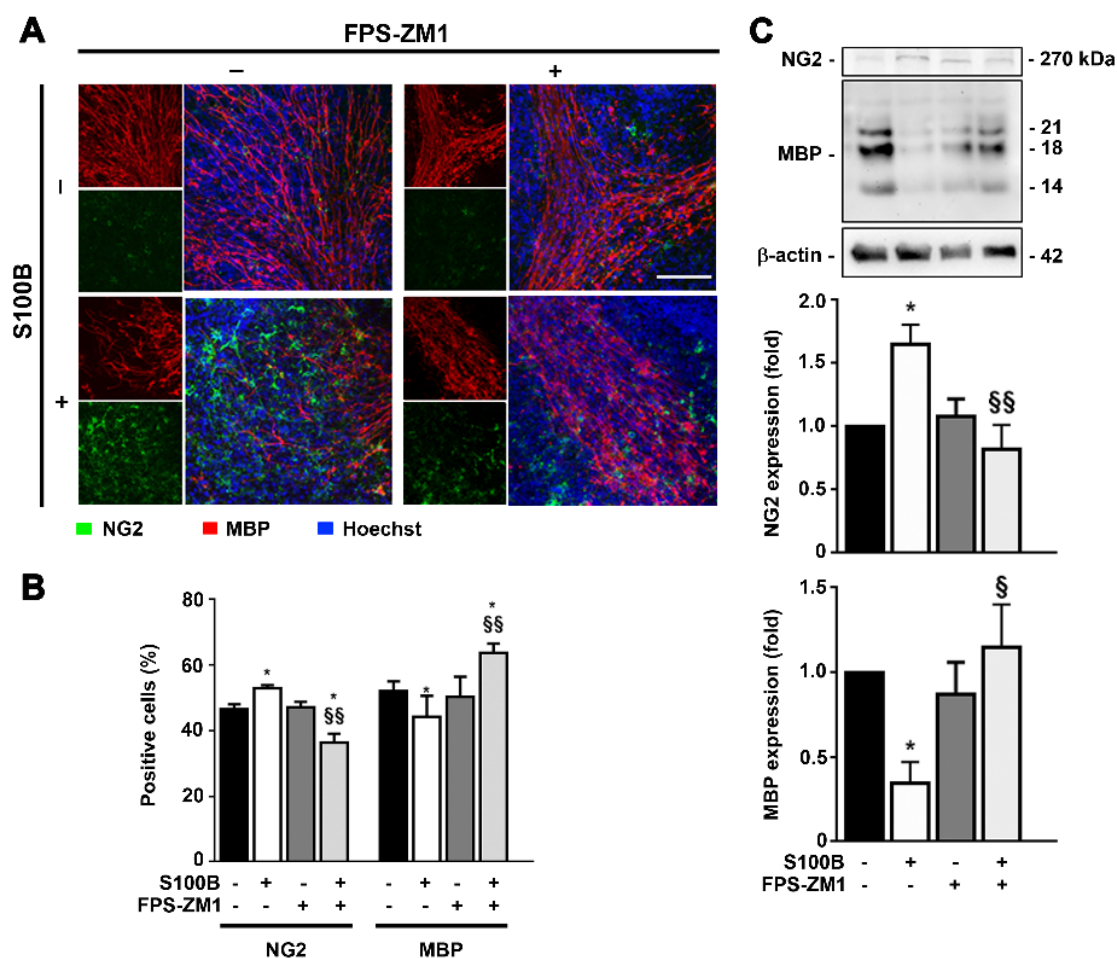 A
FPS-ZM1
– +
S100B
–
+
NG2 MBP Hoechst
B
Positive cells (%)
80
60
40
20
0
* * §§ * * §§
S100B - + - + - + - +
FPS-ZM1 - - + + - - + +
NG2 MBP
C
NG2 - - 270 kDa
MBP - - 21
- 18
- 14
β-actin - - 42
NG2 expression (fold)
2.0
1.5
1.0
0.5
0
* §§
MBP expression (fold)
1.5
1.0
0.5
0
* §
S100B - + - +
FPS-ZM1 - - + +